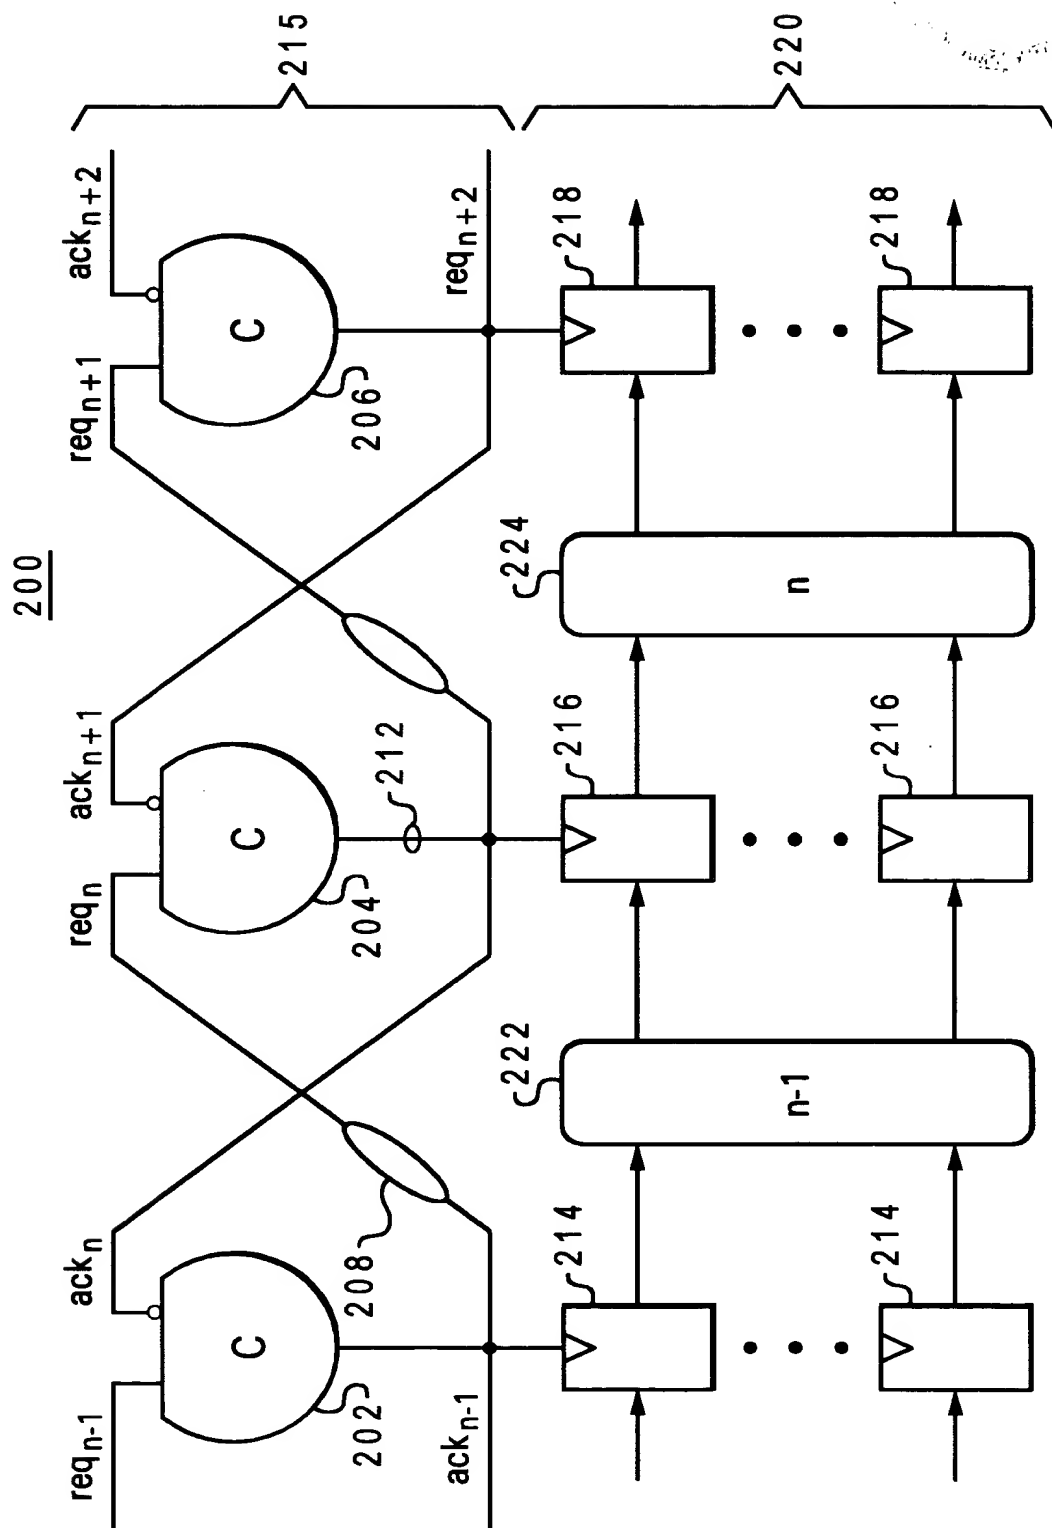 200
req n-1
ack n
req n
ack n+1
req n+1
ack n+2
C
C
C
215
202
204
206
208
212
ack n-1
req n+2
214
222
216
224
218
220
n-1
n
214
216
218